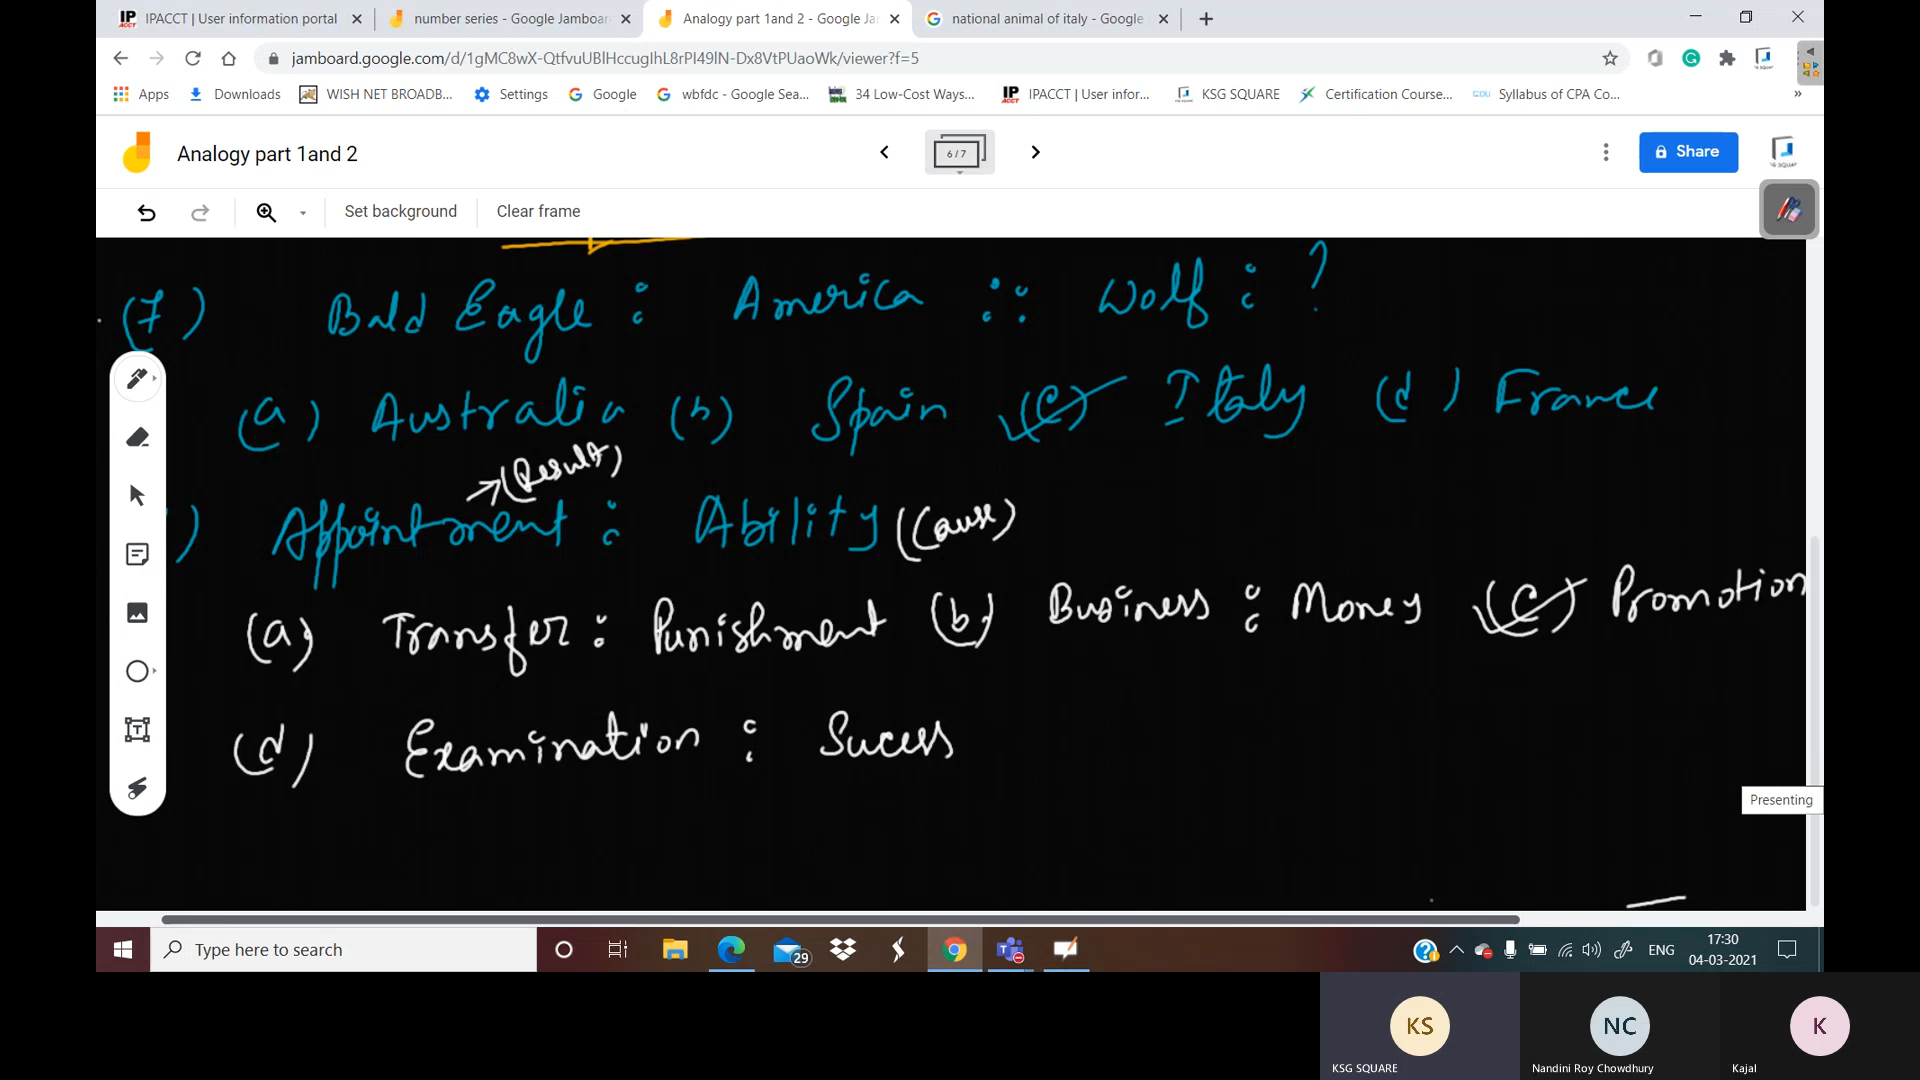 IPACCT | User information portal
number series - Google Jamboar
Analogy part 1and 2 - Google Ja
national animal of italy - Google
jamboard.google.com/d/1gMC8wX-QtfvuUBlHccugIhL8rPI49lN-Dx8VtPUaoWk/viewer?f=5
Apps Downloads WISH NET BROADB... Settings Google wbfdc - Google Sea... 34 Low-Cost Ways... IPACCT | User infor... KSG SQUARE Certification Course... Syllabus of CPA Co... »
Analogy part 1and 2
6 / 7
Share
Set background Clear frame
(7) Bald Eagle : America :: Wolf : ?
(a) Australia (b) Spain (c) Italy (d) France
→ (Result)
) Appointment : Ability (Cause)
(a) Transfer : Punishment (b) Business : Money (c) Promotion
(d) Examination : Sucess
Presenting
Type here to search
29
ENG
17:30
04-03-2021
KS
KSG SQUARE
NC
Nandini Roy Chowdhury
K
Kajal